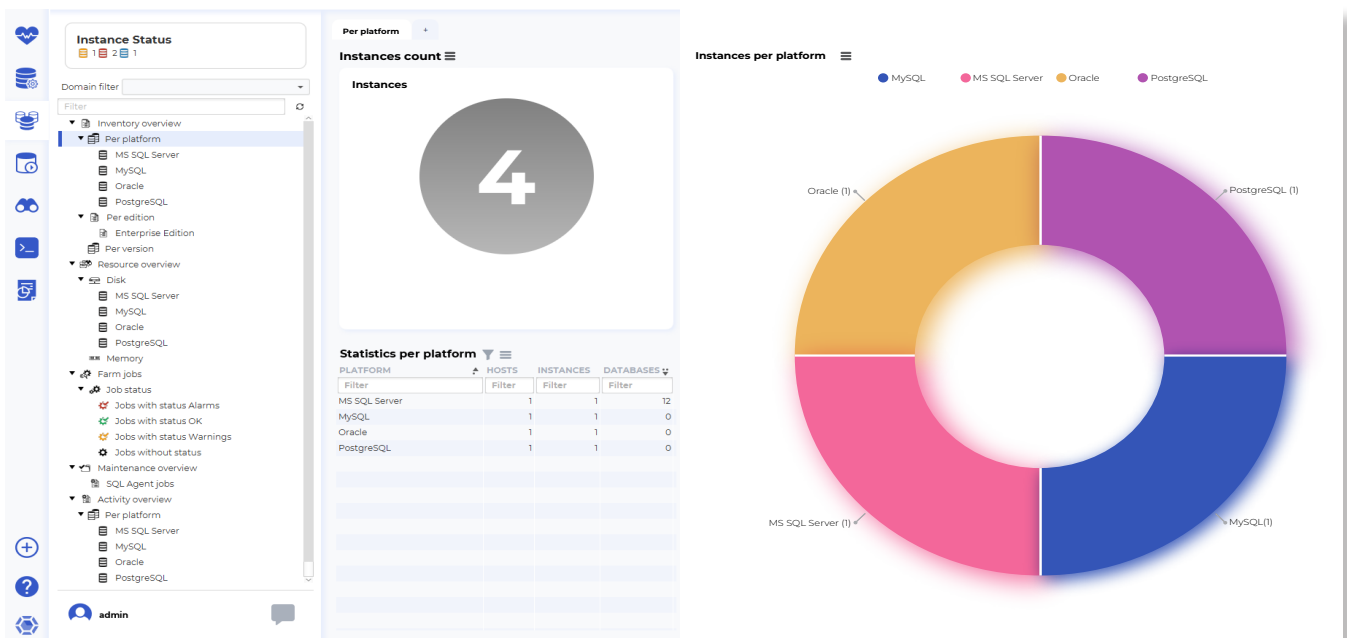 Instance Status
1 2 1
Domain filter
Filter
Inventory overview
Per platform
MS SQL Server
MySQL
Oracle
PostgreSQL
Per edition
Enterprise Edition
Per version
Resource overview
Disk
MS SQL Server
MySQL
Oracle
PostgreSQL
Memory
Farm jobs
Job status
Jobs with status Alarms
Jobs with status OK
Jobs with status Warnings
Jobs without status
Maintenance overview
SQL Agent jobs
Activity overview
Per platform
MS SQL Server
MySQL
Oracle
PostgreSQL
admin
Per platform +
Instances count
Instances
4
Statistics per platform
PLATFORM HOSTS INSTANCES DATABASES
Filter Filter Filter Filter
MS SQL Server 1 1 12
MySQL 1 1 0
Oracle 1 1 0
PostgreSQL 1 1 0
Instances per platform
MySQL MS SQL Server Oracle PostgreSQL
Oracle (1) PostgreSQL (1)
MS SQL Server (1) MySQL(1)